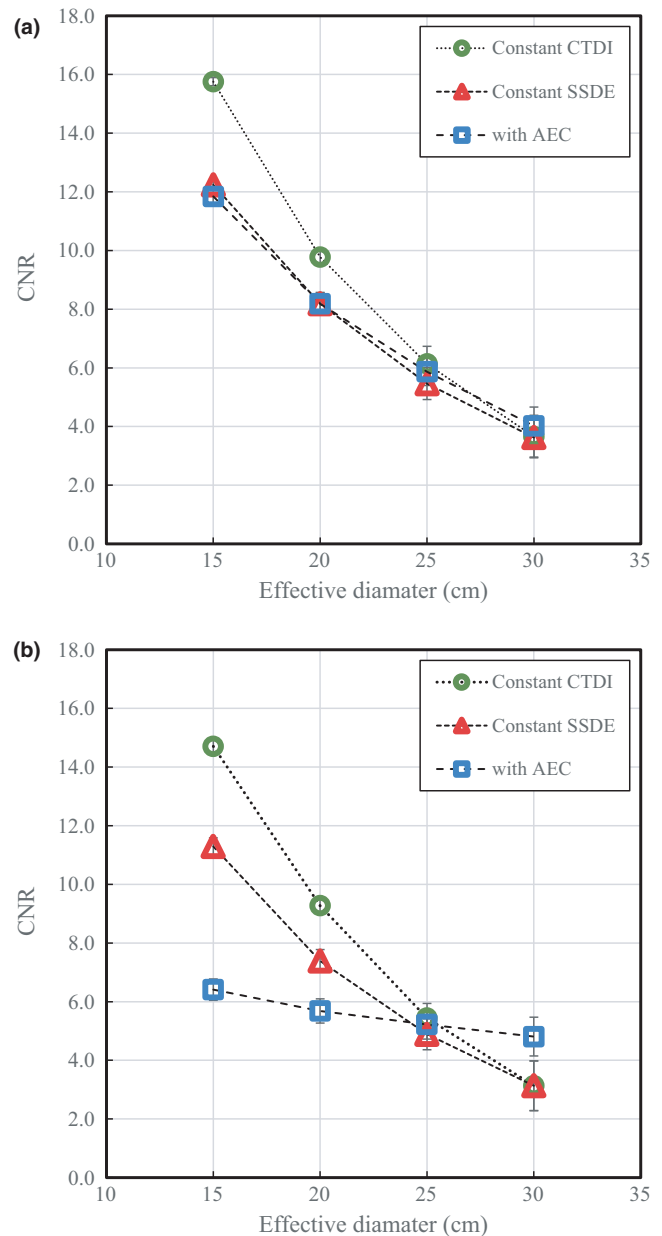 (a)
18.0
16.0
14.0
12.0
10.0
8.0
6.0
4.0
2.0
0.0
CNR
10 15 20 25 30 35
Effective diamater (cm)
Constant CTDI
Constant SSDE
with AEC
(b)
18.0
16.0
14.0
12.0
10.0
8.0
6.0
4.0
2.0
0.0
CNR
10 15 20 25 30 35
Effective diamater (cm)
Constant CTDI
Constant SSDE
with AEC